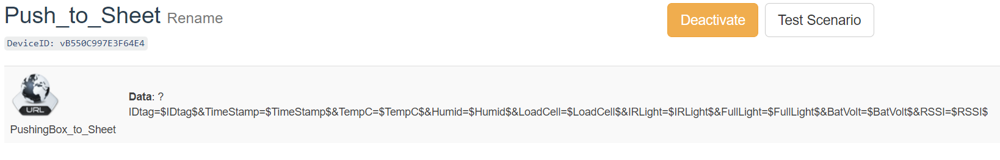 Push_to_Sheet Rename
Deactivate
Test Scenario
DeviceID: vB550C997E3F64E4
URL
PushingBox_to_Sheet
Data: ?
IDtag=$IDtag$&TimeStamp=$TimeStamp$&TempC=$TempC$&Humid=$Humid$&LoadCell=$LoadCell$&IRLight=$IRLight$&FullLight=$FullLight$&BatVolt=$BatVolt$&RSSI=$RSSI$